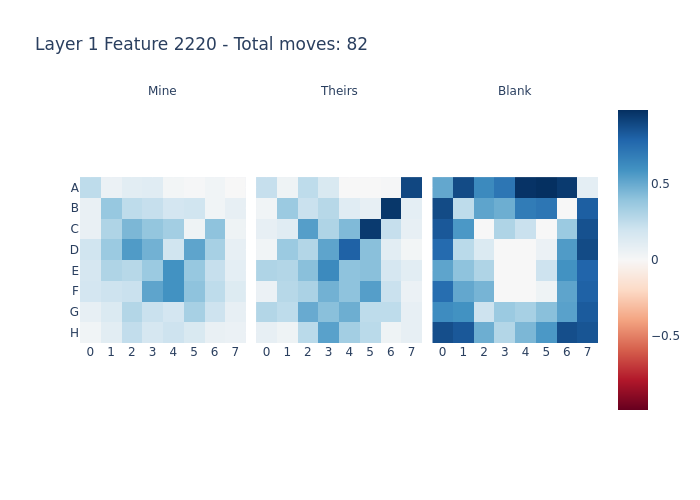 Layer 1 Feature 2220 - Total moves: 82
Mine Theirs Blank
A
B
C
D
E
F
G
H
0 1 2 3 4 5 6 7 0 1 2 3 4 5 6 7 0 1 2 3 4 5 6 7
0.5
0
−0.5